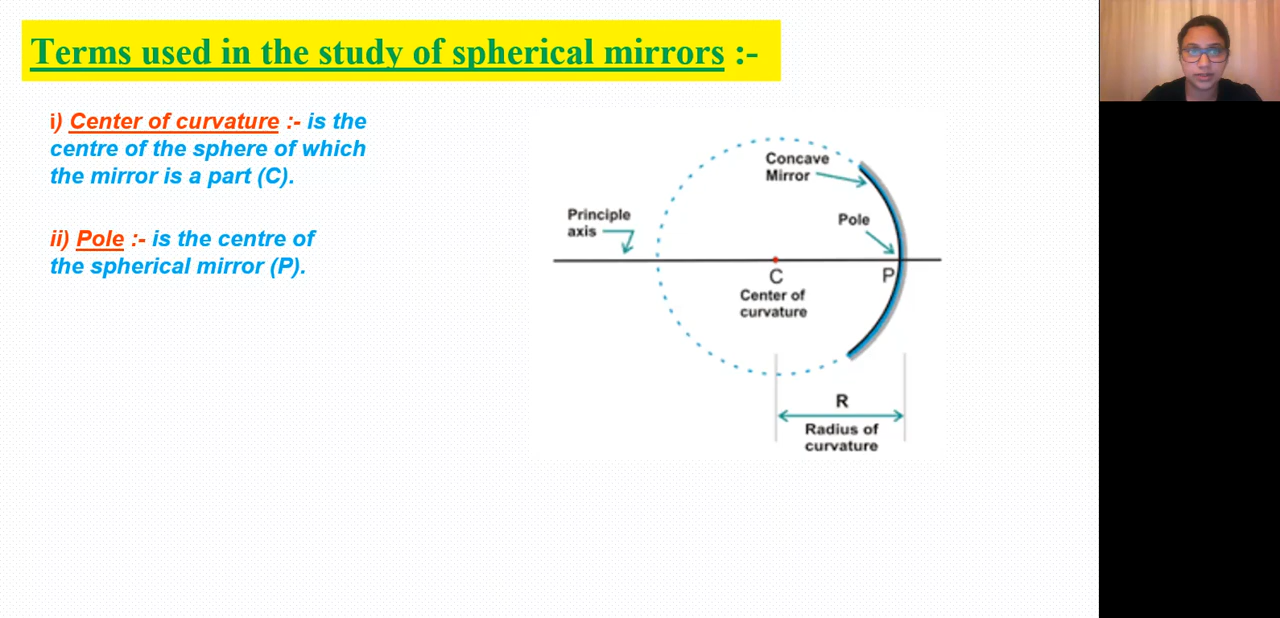 Terms used in the study of spherical mirrors :-
i) Center of curvature :- is the
centre of the sphere of which
the mirror is a part (C).
ii) Pole :- is the centre of
the spherical mirror (P).
Concave
Mirror
Principle
axis
Pole
C
P
Center of
curvature
R
Radius of
curvature